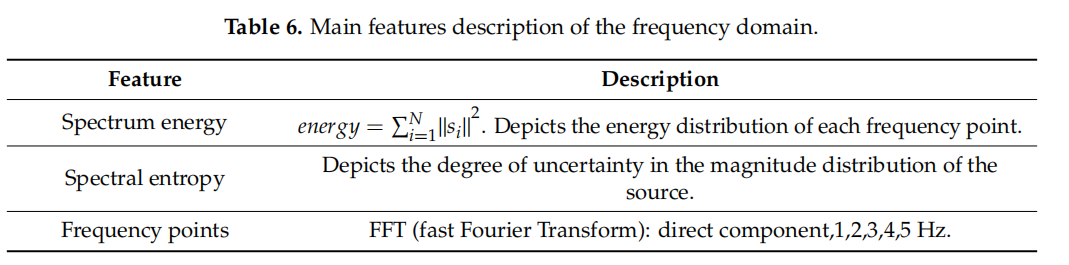 Table 6. Main features description of the frequency domain.
Feature Description
Spectrum energy energy = ∑_{i=1}^{N} ||s_i||^2. Depicts the energy distribution of each frequency point.
Spectral entropy Depicts the degree of uncertainty in the magnitude distribution of the
source.
Frequency points FFT (fast Fourier Transform): direct component,1,2,3,4,5 Hz.